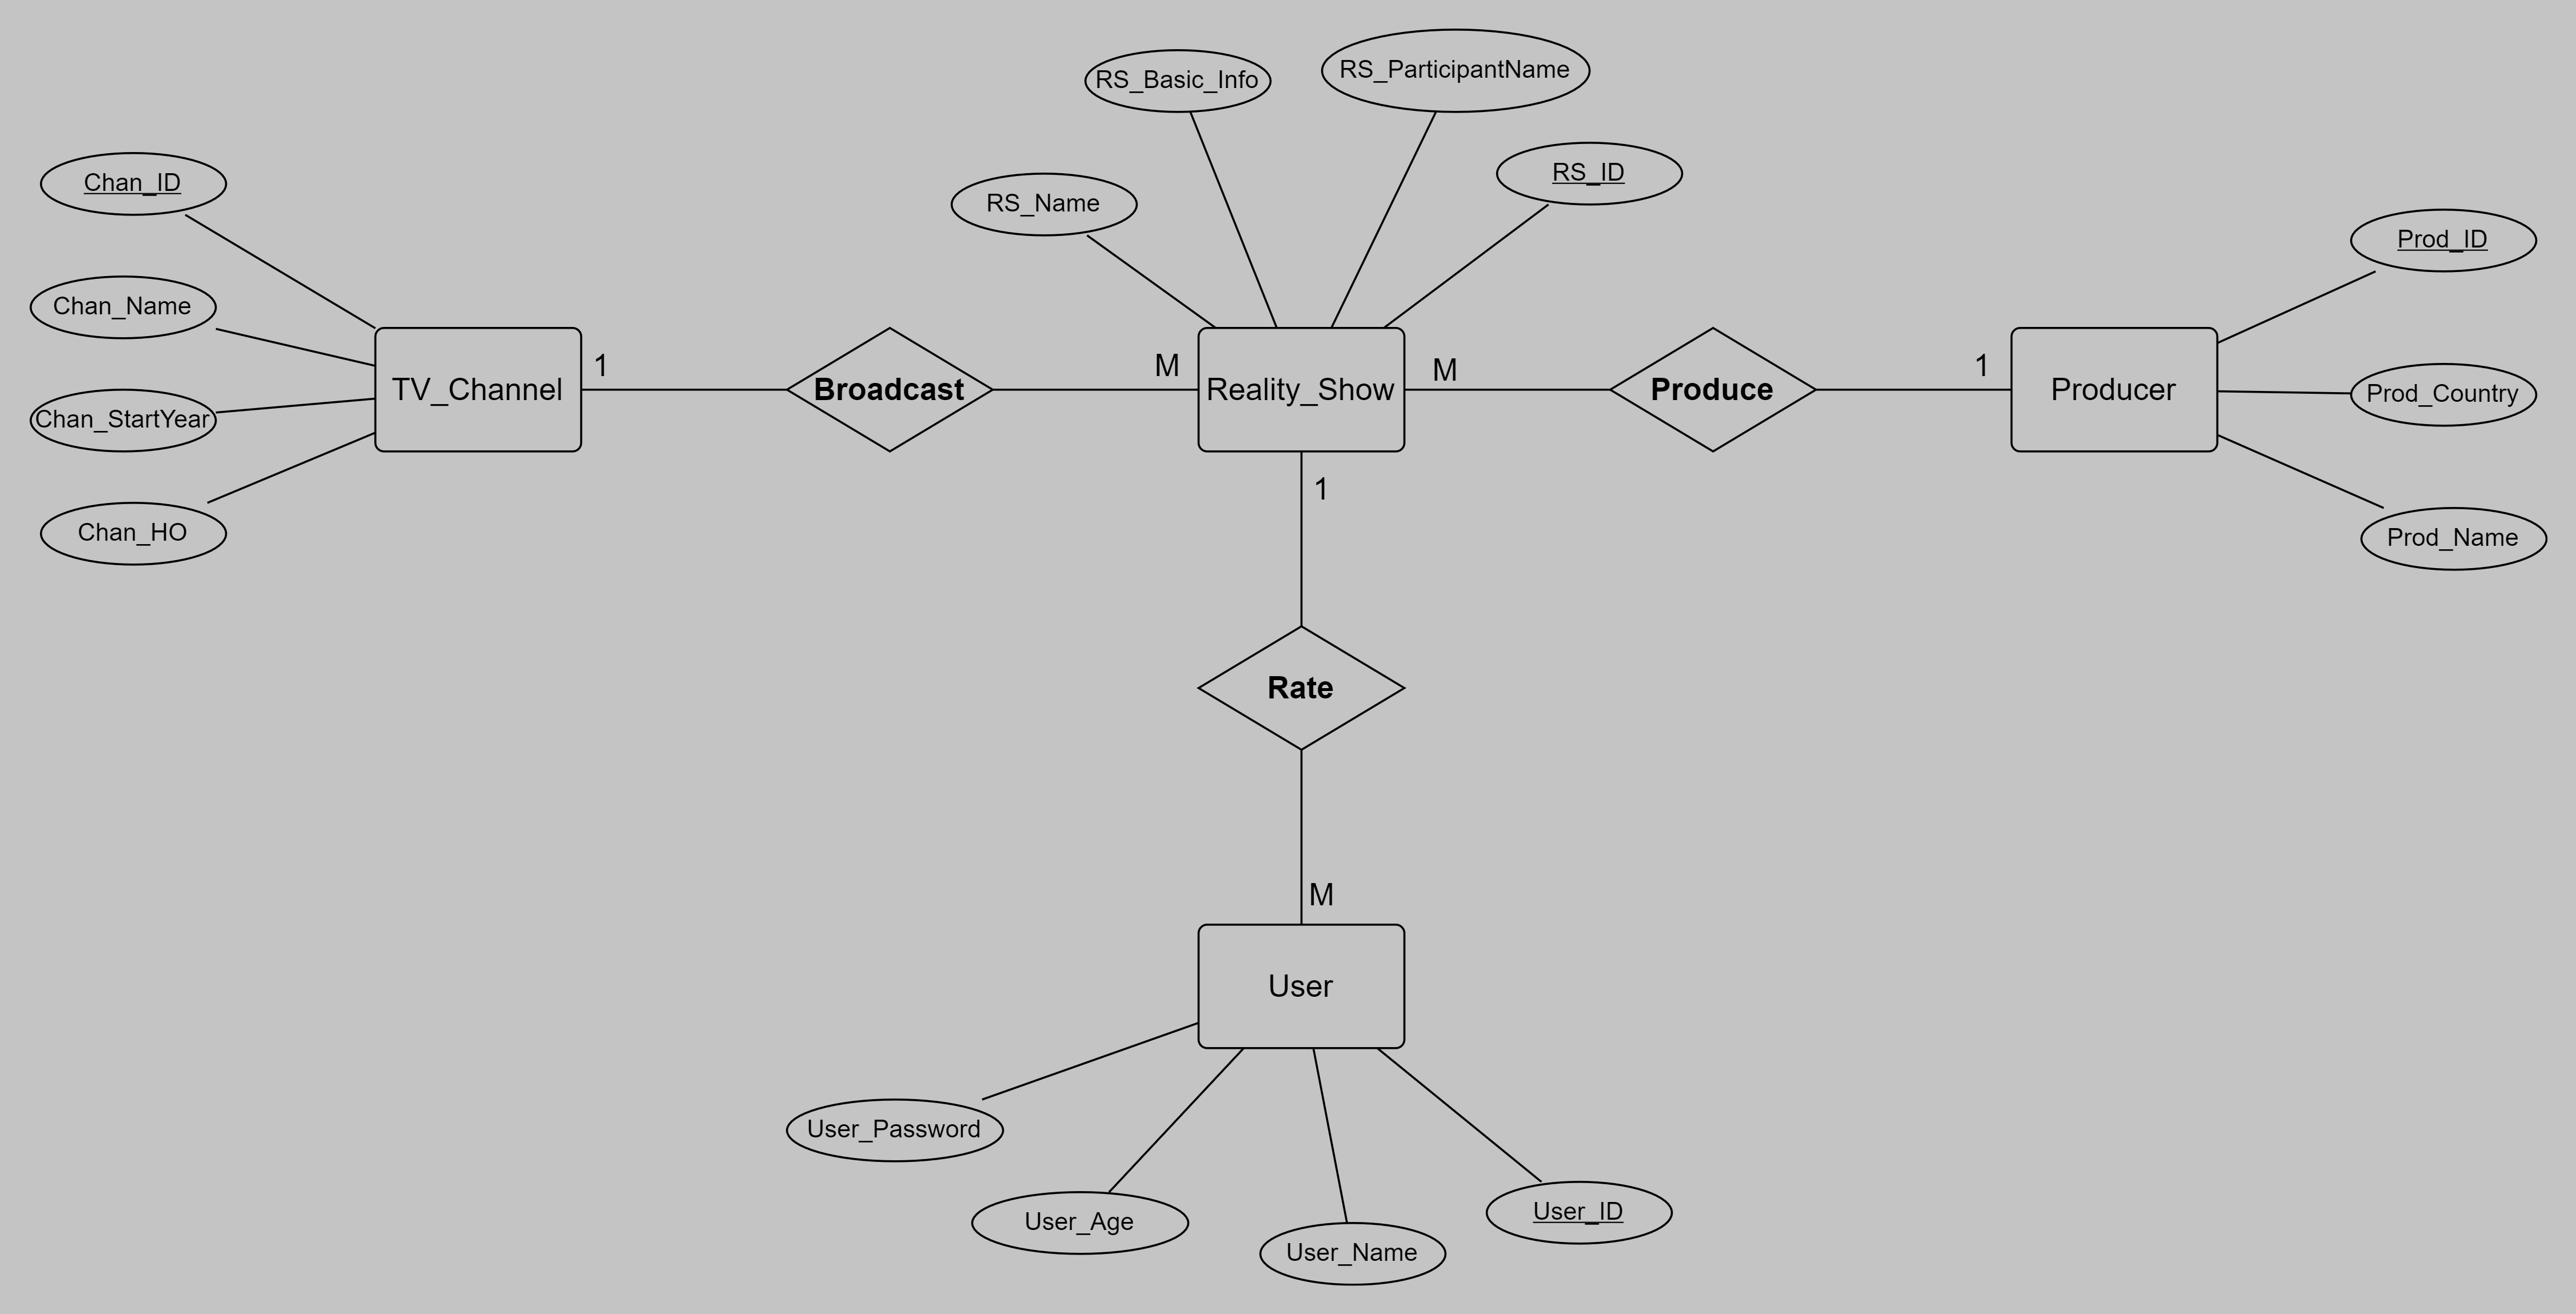 RS_ParticipantName
RS_Basic_Info
RS_ID
Chan_ID
RS_Name
Prod_ID
Chan_Name
1
M
M
1
TV_Channel
Broadcast
Reality_Show
Produce
Producer
Prod_Country
Chan_StartYear
1
Chan_HO
Prod_Name
Rate
M
User
User_Password
User_ID
User_Age
User_Name